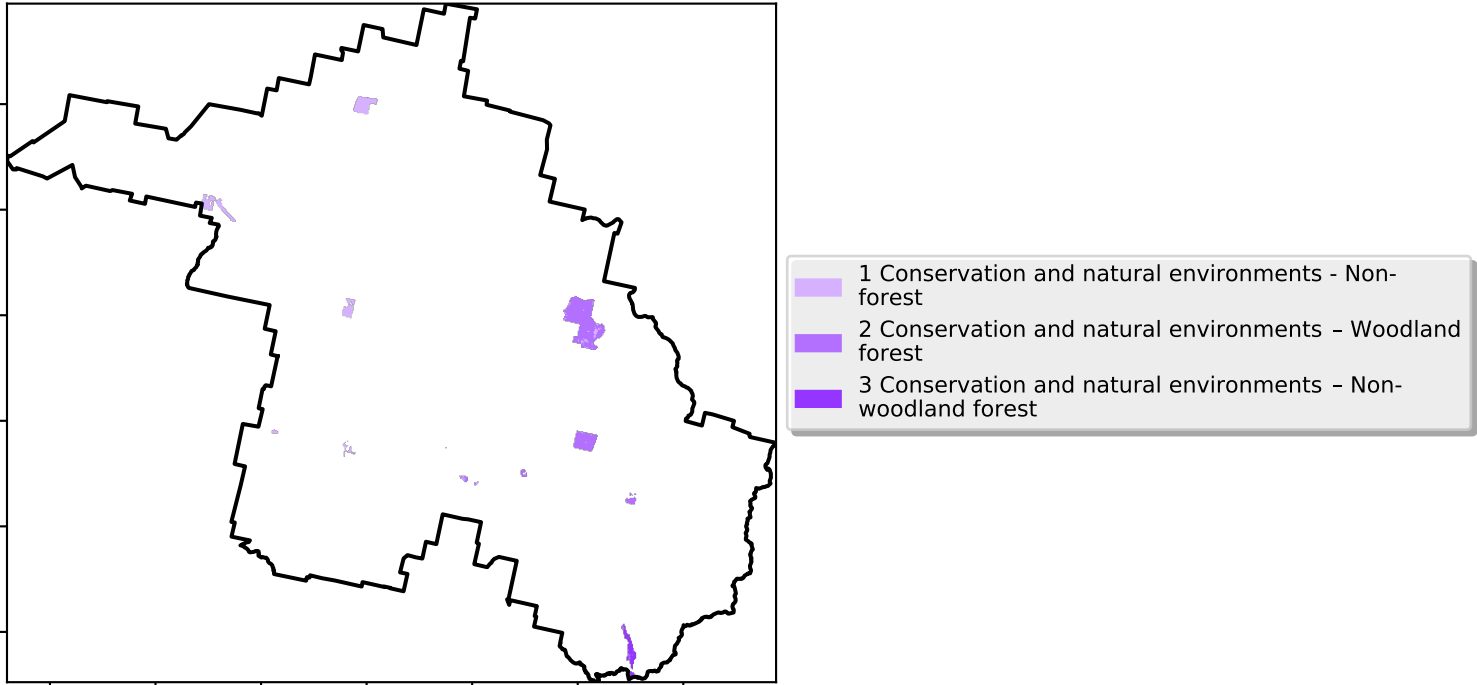 1 Conservation and natural environments - Non-
forest
2 Conservation and natural environments – Woodland
forest
3 Conservation and natural environments – Non-
woodland forest